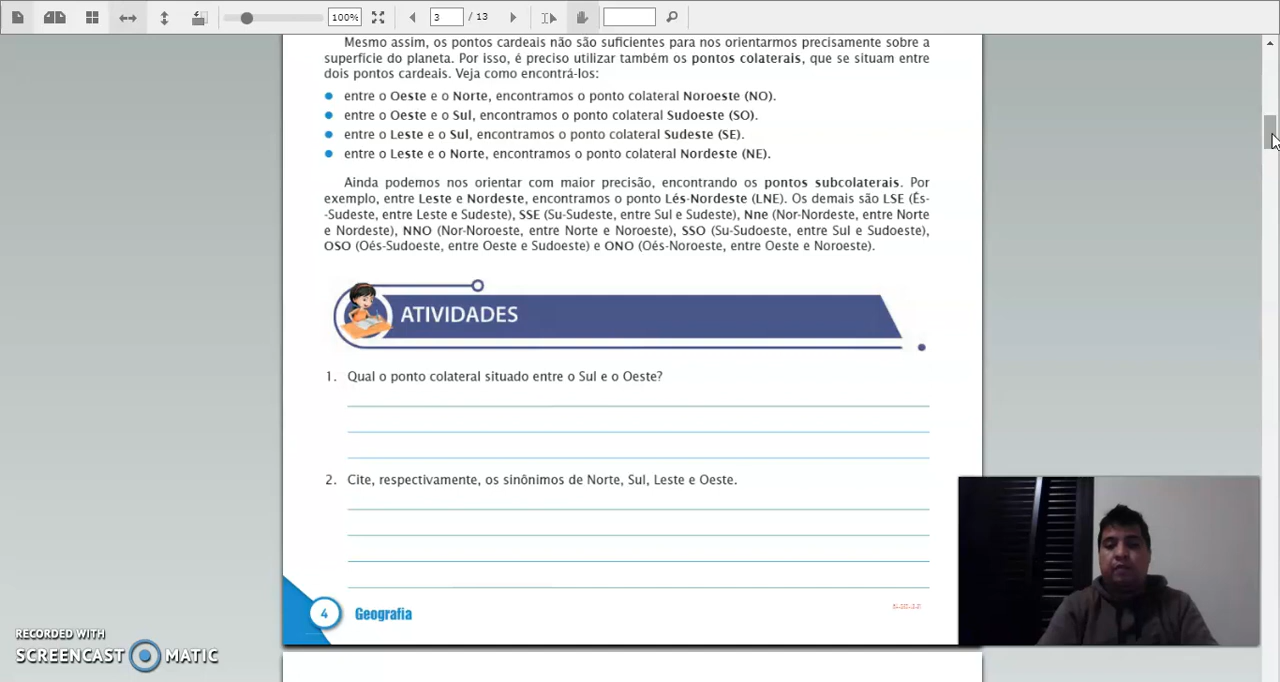 100%
3 / 13
Mesmo assim, os pontos cardeais não são suficientes para nos orientarmos precisamente sobre a
superfície do planeta. Por isso, é preciso utilizar também os pontos colaterais, que se situam entre
dois pontos cardeais. Veja como encontrá-los:
entre o Oeste e o Norte, encontramos o ponto colateral Noroeste (NO).
entre o Oeste e o Sul, encontramos o ponto colateral Sudoeste (SO).
entre o Leste e o Sul, encontramos o ponto colateral Sudeste (SE).
entre o Leste e o Norte, encontramos o ponto colateral Nordeste (NE).
Ainda podemos nos orientar com maior precisão, encontrando os pontos subcolaterais. Por
exemplo, entre Leste e Nordeste, encontramos o ponto Lés-Nordeste (LNE). Os demais são LSE (És-
-Sudeste, entre Leste e Sudeste), SSE (Su-Sudeste, entre Sul e Sudeste), Nne (Nor-Nordeste, entre Norte
e Nordeste), NNO (Nor-Noroeste, entre Norte e Noroeste), SSO (Su-Sudoeste, entre Sul e Sudoeste),
OSO (Oés-Sudoeste, entre Oeste e Sudoeste) e ONO (Oés-Noroeste, entre Oeste e Noroeste).
ATIVIDADES
1. Qual o ponto colateral situado entre o Sul e o Oeste?
2. Cite, respectivamente, os sinônimos de Norte, Sul, Leste e Oeste.
4 Geografia
RECORDED WITH
SCREENCAST MATIC